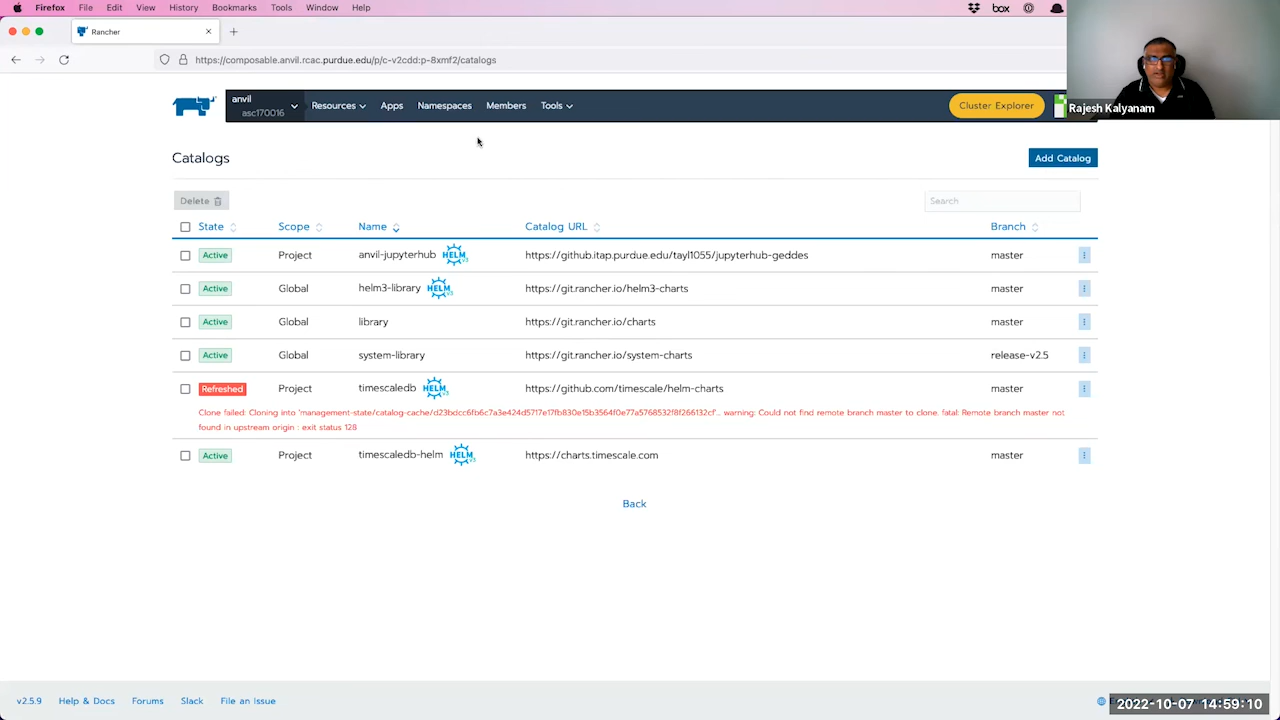 Firefox File Edit View History Bookmarks Tools Window Help box
Rancher
https://composable.anvil.rcac.purdue.edu/p/c-v2cdd:p-8xmf2/catalogs
anvil
asc170016
Resources Apps Namespaces Members Tools Cluster Explorer
Rajesh Kalyanam
Catalogs
Add Catalog
Delete
Search
State Scope Name Catalog URL Branch
Active Project anvil-jupyterhub HELM v3 https://github.itap.purdue.edu/tayl1055/jupyterhub-geddes master
Active Global helm3-library HELM v3 https://git.rancher.io/helm3-charts master
Active Global library https://git.rancher.io/charts master
Active Global system-library https://git.rancher.io/system-charts release-v2.5
Refreshed Project timescaledb HELM v3 https://github.com/timescale/helm-charts master
Clone failed: Cloning into 'management-state/catalog-cache/d23bdcc6fb6c7a3e424d5717e17fb830e15b3564f0e77a5768532f8f266132cf'... warning: Could not find remote branch master to clone. fatal: Remote branch master not
found in upstream origin : exit status 128
Active Project timescaledb-helm HELM v3 https://charts.timescale.com master
Back
v2.5.9 Help & Docs Forums Slack File an Issue
2022-10-07 14:59:10